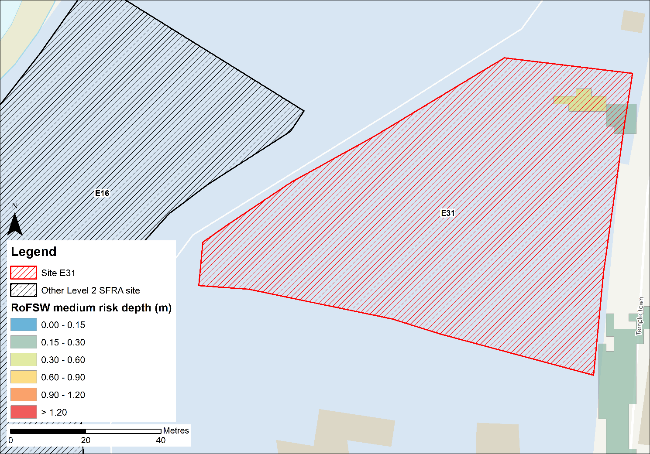 E16
E31
N
Legend
Site E31
Other Level 2 SFRA site
RoFSW medium risk depth (m)
0.00 - 0.15
0.15 - 0.30
0.30 - 0.60
0.60 - 0.90
0.90 - 1.20
> 1.20
Metres
0 20 40